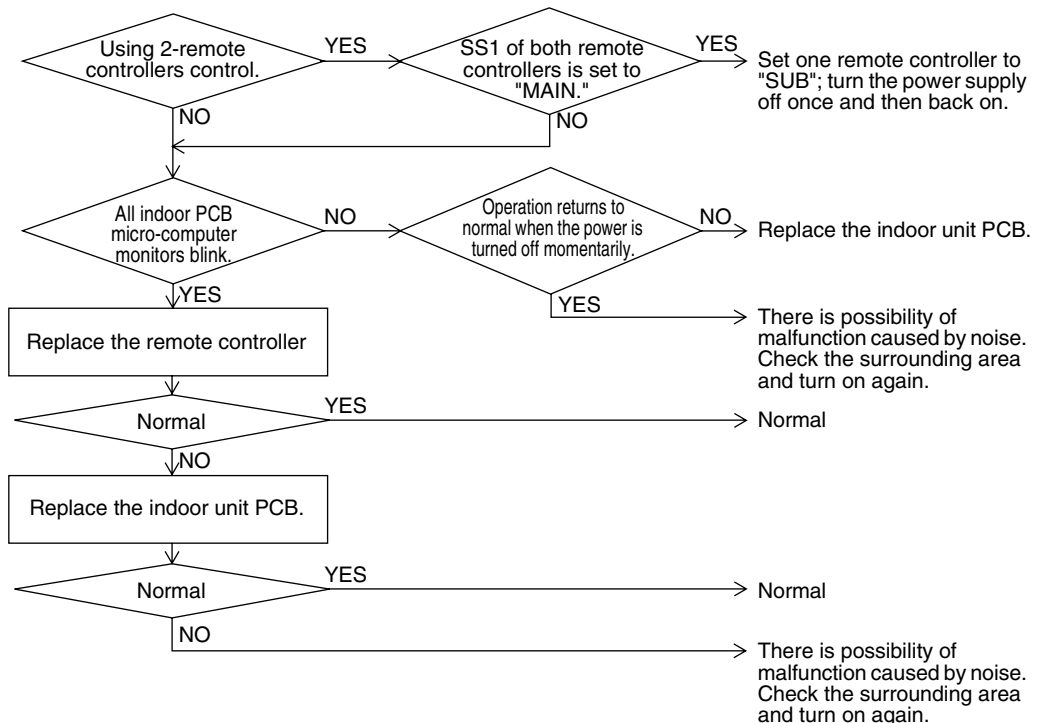 Using 2-remote
controllers control.
YES
SS1 of both remote
controllers is set to
"MAIN."
YES
Set one remote controller to
"SUB"; turn the power supply
off once and then back on.
NO
NO
All indoor PCB
micro-computer
monitors blink.
NO
Operation returns to
normal when the power is
turned off momentarily.
NO
Replace the indoor unit PCB.
YES
YES
There is possibility of
malfunction caused by noise.
Check the surrounding area
and turn on again.
Replace the remote controller
Normal
YES
Normal
NO
Replace the indoor unit PCB.
Normal
YES
Normal
NO
There is possibility of
malfunction caused by noise.
Check the surrounding area
and turn on again.